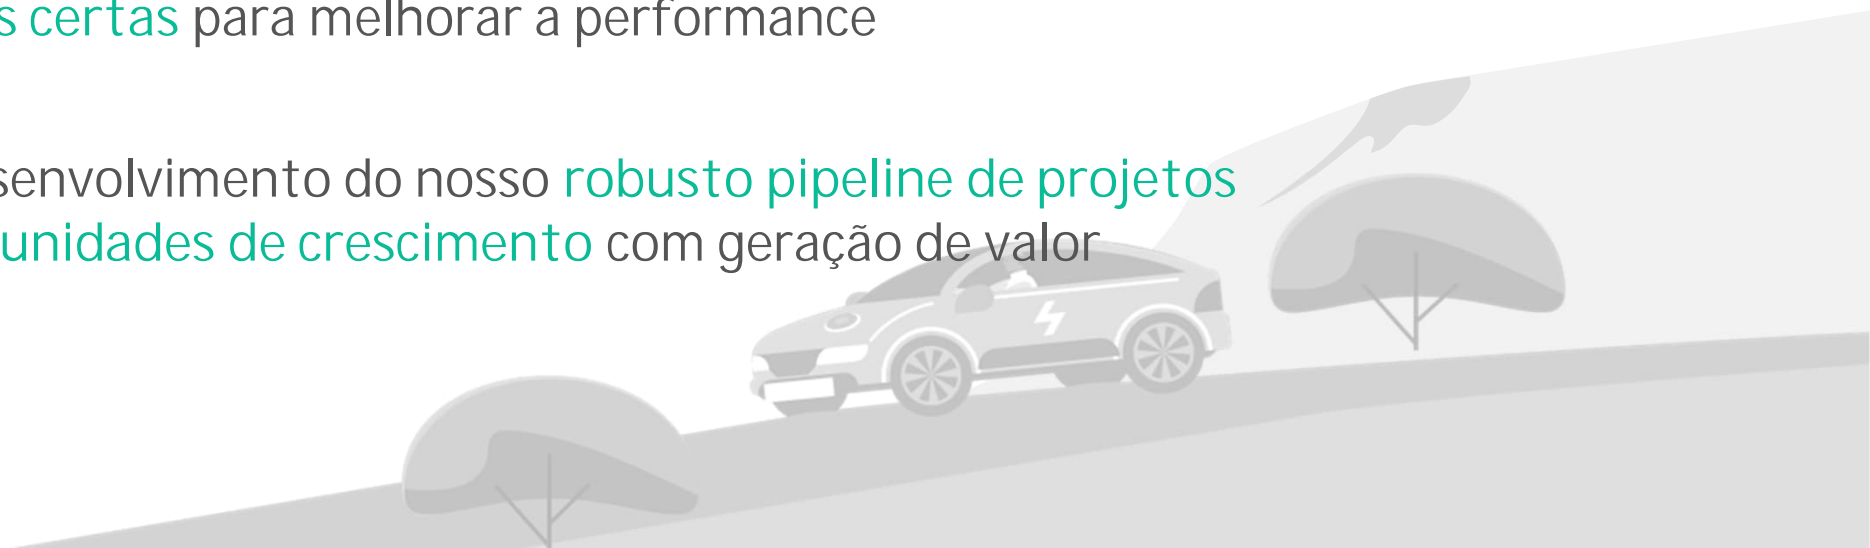 s certas para melhorar a performance
senvolvimento do nosso robusto pipeline de projetos
unidades de crescimento com geração de valor